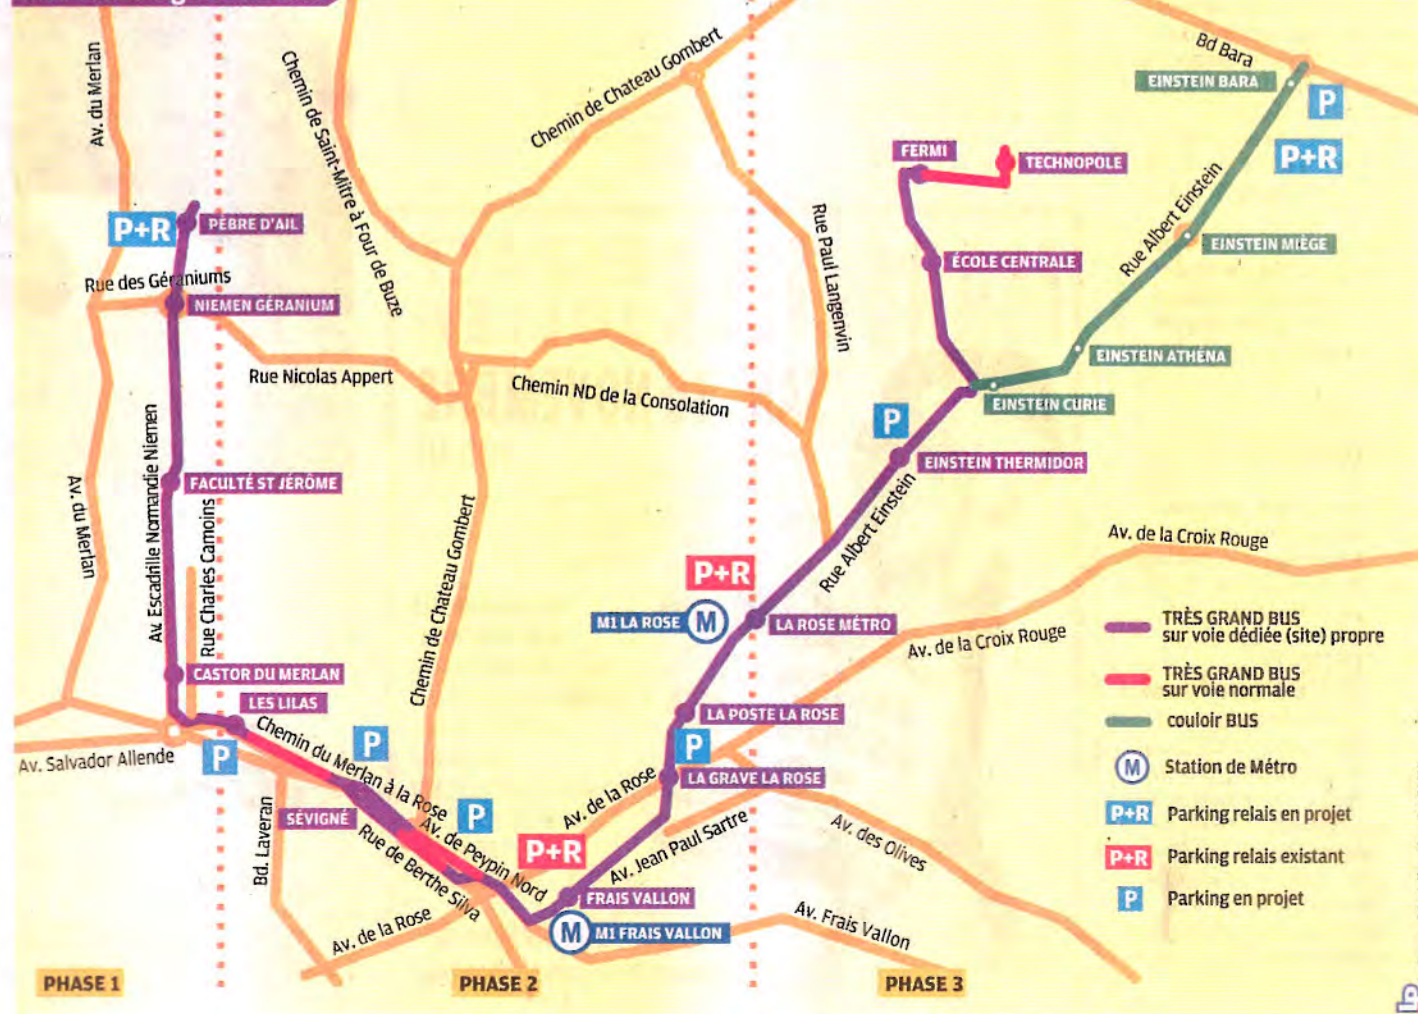 Bd Bara
EINSTEIN BARA
P
P+R
Av. du Merlan
Chemin de Saint-Mitre à Four de Buze
Chemin de Chateau Gombert
FERMI
TECHNOPOLE
Rue Albert Einstein
EINSTEIN MIÈGE
P+R
PÈBRE D'AIL
Rue Paul Langenvin
ÉCOLE CENTRALE
Rue des Géraniums
NIEMEN GÉRANIUM
EINSTEIN ATHÉNA
Rue Nicolas Appert
Chemin ND de la Consolation
EINSTEIN CURIE
P
EINSTEIN THERMIDOR
Av. Escadrille Normandie Niemen
FACULTÉ ST JÉRÔME
Av. du Merlan
Rue Charles Camoins
Chemin de Chateau Gombert
Rue Albert Einstein
Av. de la Croix Rouge
P+R
M1 LA ROSE
M
LA ROSE MÉTRO
Av. de la Croix Rouge
CASTOR DU MERLAN
LES LILAS
LA POSTE LA ROSE
Chemin du Merlan à la Rose
P
P
P
Av. Salvador Allende
LA GRAVE LA ROSE
Av. de la Rose
P
SÉVIGNÉ
Bd. Laveran
Av. de Peypin Nord
Rue de Berthe Silva
P+R
Av. Jean Paul Sartre
Av. des Olives
FRAIS VALLON
M
M1 FRAIS VALLON
Av. de la Rose
Av. Frais Vallon
TRÈS GRAND BUS
sur voie dédiée (site) propre
TRÈS GRAND BUS
sur voie normale
couloir BUS
M Station de Métro
P+R Parking relais en projet
P+R Parking relais existant
P Parking en projet
PHASE 1
PHASE 2
PHASE 3